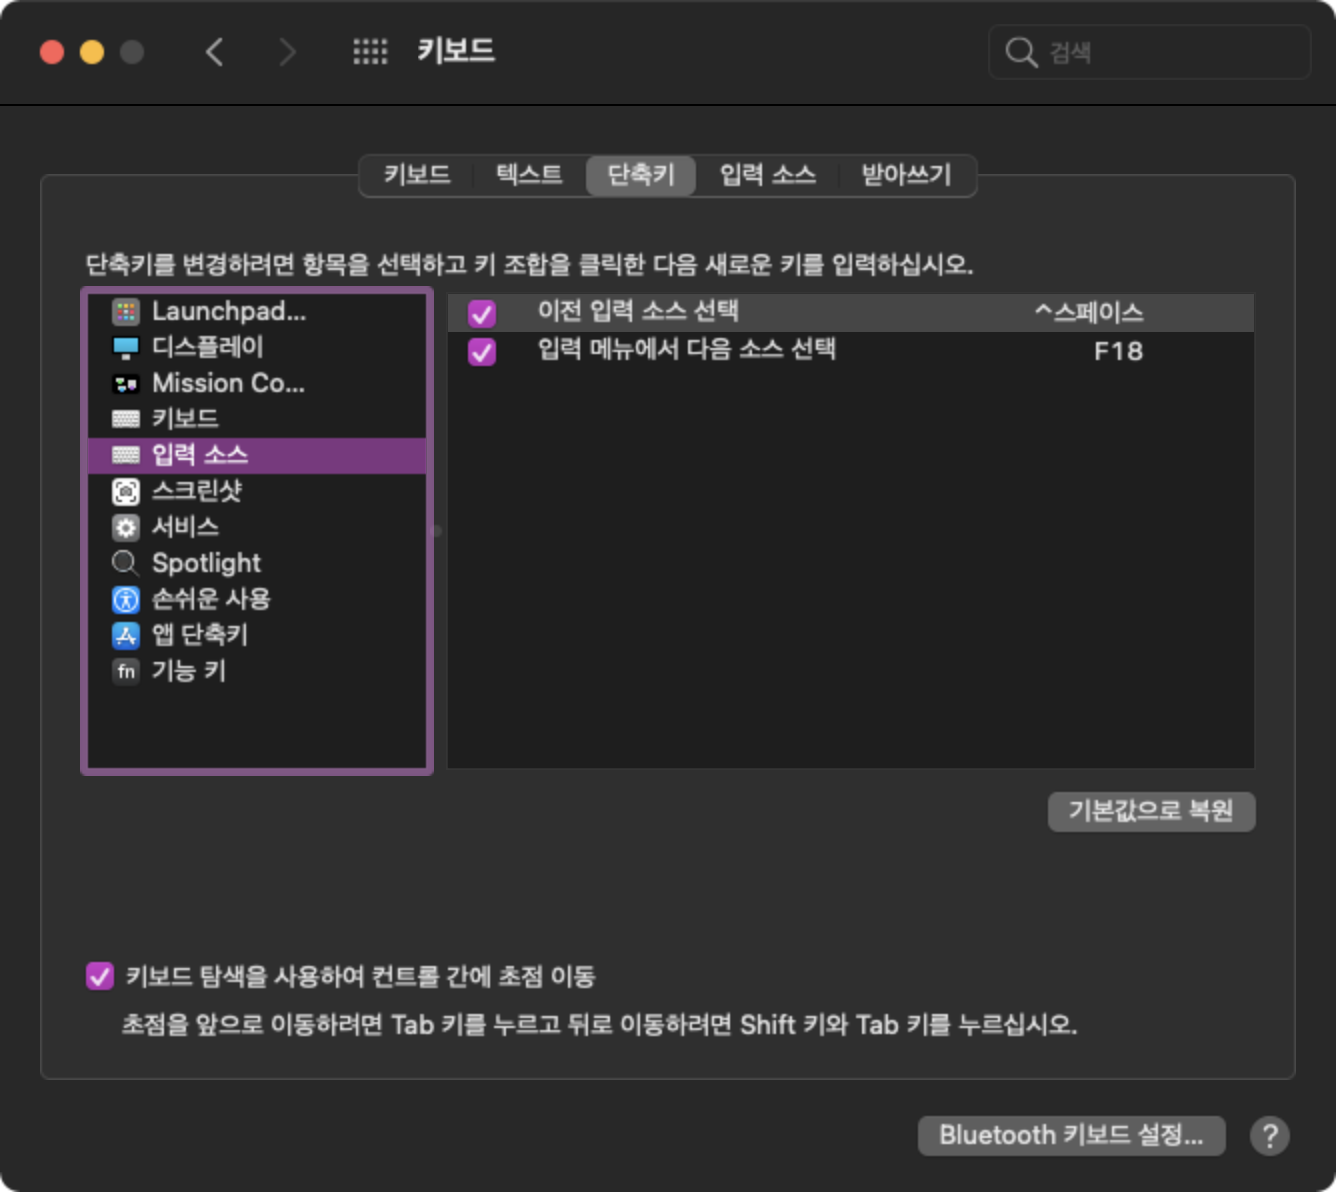 키보드
검색
키보드 텍스트 단축키 입력 소스 받아쓰기
단축키를 변경하려면 항목을 선택하고 키 조합을 클릭한 다음 새로운 키를 입력하십시오.
Launchpad...
디스플레이
Mission Co...
키보드
입력 소스
스크린샷
서비스
Spotlight
손쉬운 사용
앱 단축키
fn 기능 키
이전 입력 소스 선택 ^스페이스
입력 메뉴에서 다음 소스 선택 F18
기본값으로 복원
키보드 탐색을 사용하여 컨트롤 간에 초점 이동
초점을 앞으로 이동하려면 Tab 키를 누르고 뒤로 이동하려면 Shift 키와 Tab 키를 누르십시오.
Bluetooth 키보드 설정... ?